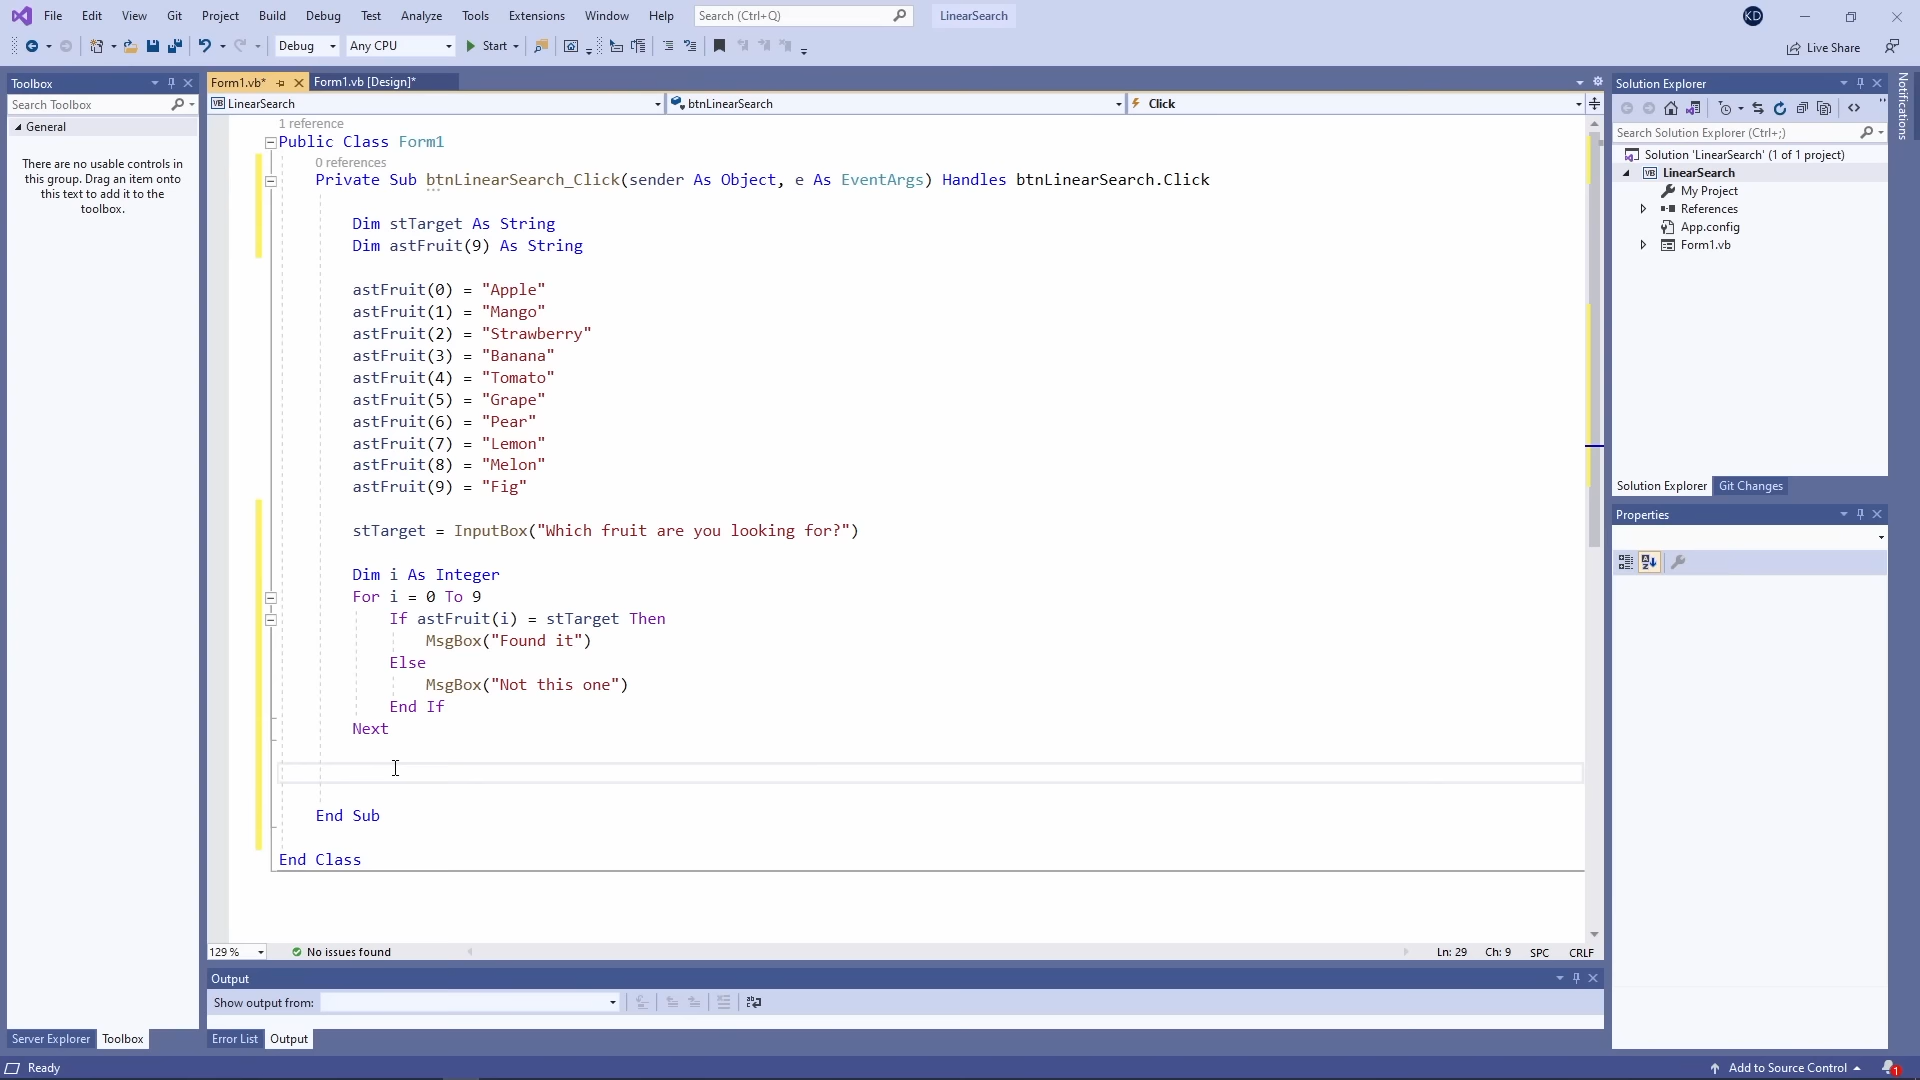 File Edit View Git Project Build Debug Test Analyze Tools Extensions Window Help Search (Ctrl+Q) LinearSearch KD
Debug Any CPU Start Live Share
Toolbox
Search Toolbox
General
There are no usable controls in
this group. Drag an item onto
this text to add it to the
toolbox.
Server Explorer Toolbox
Form1.vb* Form1.vb [Design]*
VB LinearSearch btnLinearSearch Click
1 reference
Public Class Form1
0 references
Private Sub btnLinearSearch_Click(sender As Object, e As EventArgs) Handles btnLinearSearch.Click
Dim stTarget As String
Dim astFruit(9) As String
astFruit(0) = "Apple"
astFruit(1) = "Mango"
astFruit(2) = "Strawberry"
astFruit(3) = "Banana"
astFruit(4) = "Tomato"
astFruit(5) = "Grape"
astFruit(6) = "Pear"
astFruit(7) = "Lemon"
astFruit(8) = "Melon"
astFruit(9) = "Fig"
stTarget = InputBox("Which fruit are you looking for?")
Dim i As Integer
For i = 0 To 9
If astFruit(i) = stTarget Then
MsgBox("Found it")
Else
MsgBox("Not this one")
End If
Next
End Sub
End Class
129 % No issues found Ln: 29 Ch: 9 SPC CRLF
Output
Show output from:
Error List Output
Solution Explorer
Search Solution Explorer (Ctrl+;)
Solution 'LinearSearch' (1 of 1 project)
VB LinearSearch
My Project
References
App.config
Form1.vb
Solution Explorer Git Changes
Properties
Notifications
Ready Add to Source Control 1